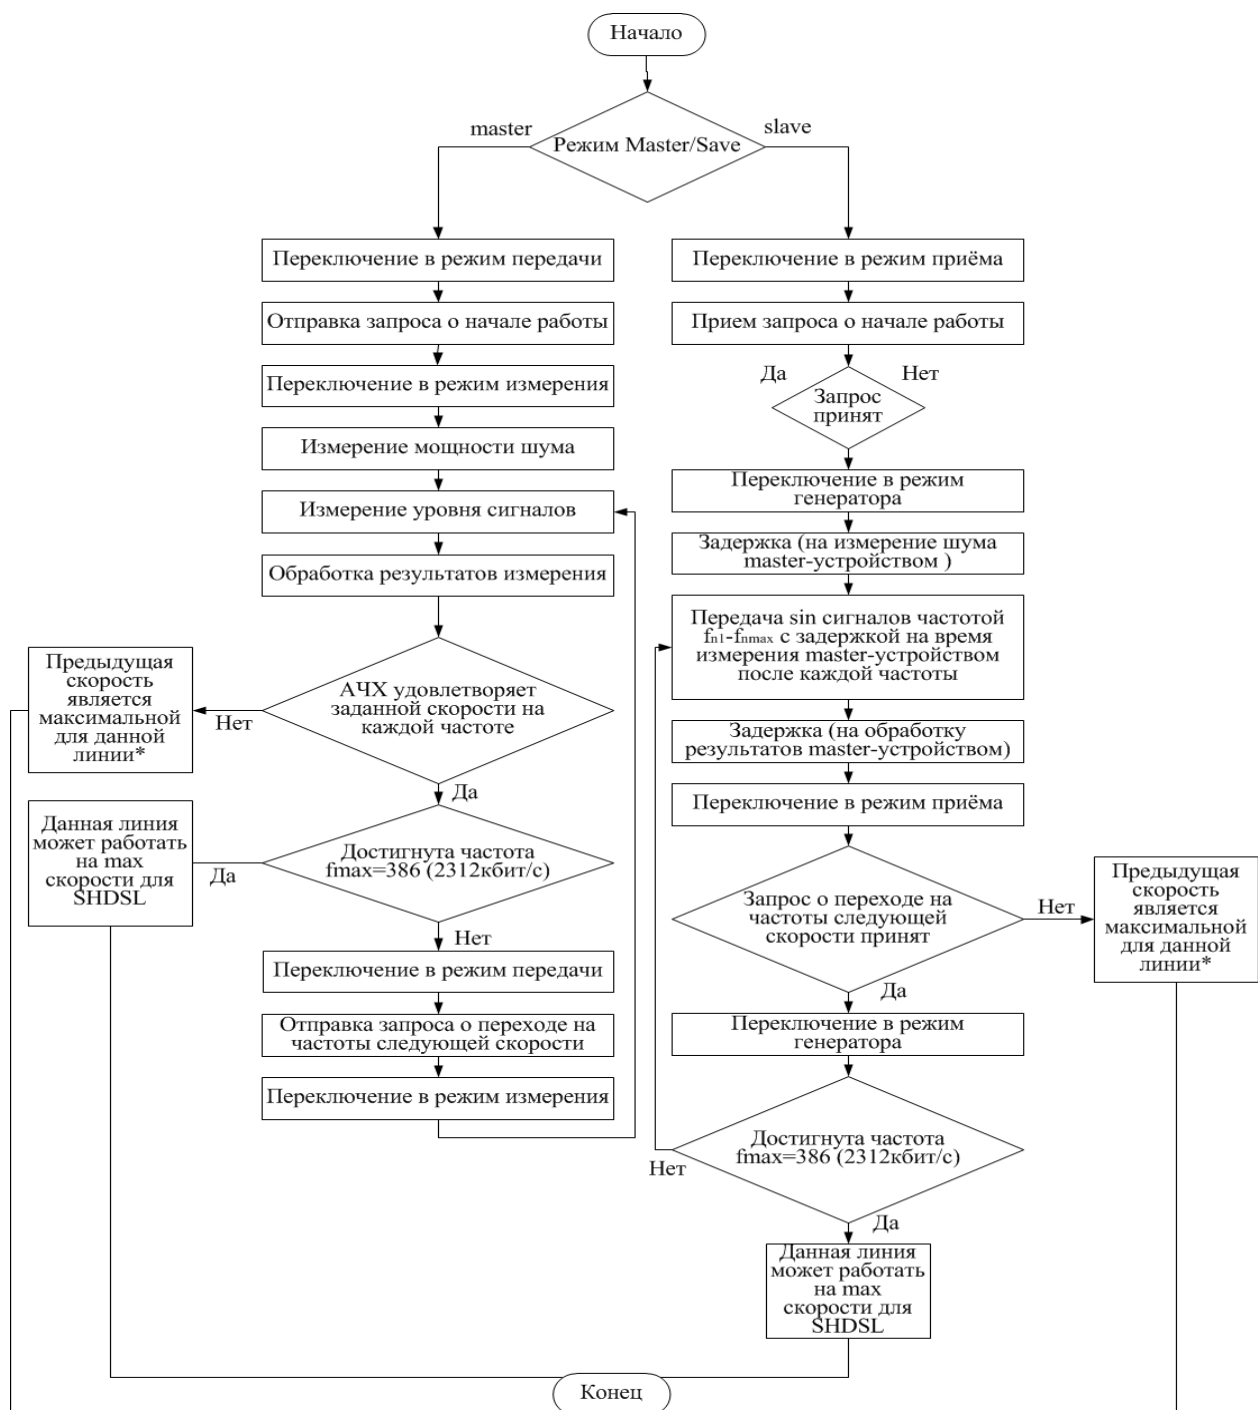 Начало
master
slave
Режим Master/Save
Переключение в режим передачи
Отправка запроса о начале работы
Переключение в режим измерения
Измерение мощности шума
Измерение уровня сигналов
Обработка результатов измерения
АЧХ удовлетворяет
заданной скорости на
каждой частоте
Нет
Предыдущая
скорость
является
максимальной
для данной
линии*
Да
Достигнута частота
fmax=386 (2312кбит/с)
Да
Данная линия
может работать
на max
скорости для
SHDSL
Нет
Переключение в режим передачи
Отправка запроса о переходе на
частоты следующей скорости
Переключение в режим измерения
Переключение в режим приёма
Прием запроса о начале работы
Да
Нет
Запрос
принят
Переключение в режим
генератора
Задержка (на измерение шума
master-устройством )
Передача sin сигналов частотой
fn1-fnmax с задержкой на время
измерения master-устройством
после каждой частоты
Задержка (на обработку
результатов master-устройством)
Переключение в режим приёма
Запрос о переходе на
частоты следующей
скорости принят
Нет
Предыдущая
скорость
является
максимальной
для данной
линии*
Да
Переключение в режим
генератора
Достигнута частота
fmax=386 (2312кбит/с)
Нет
Да
Данная линия
может работать
на max
скорости для
SHDSL
Конец